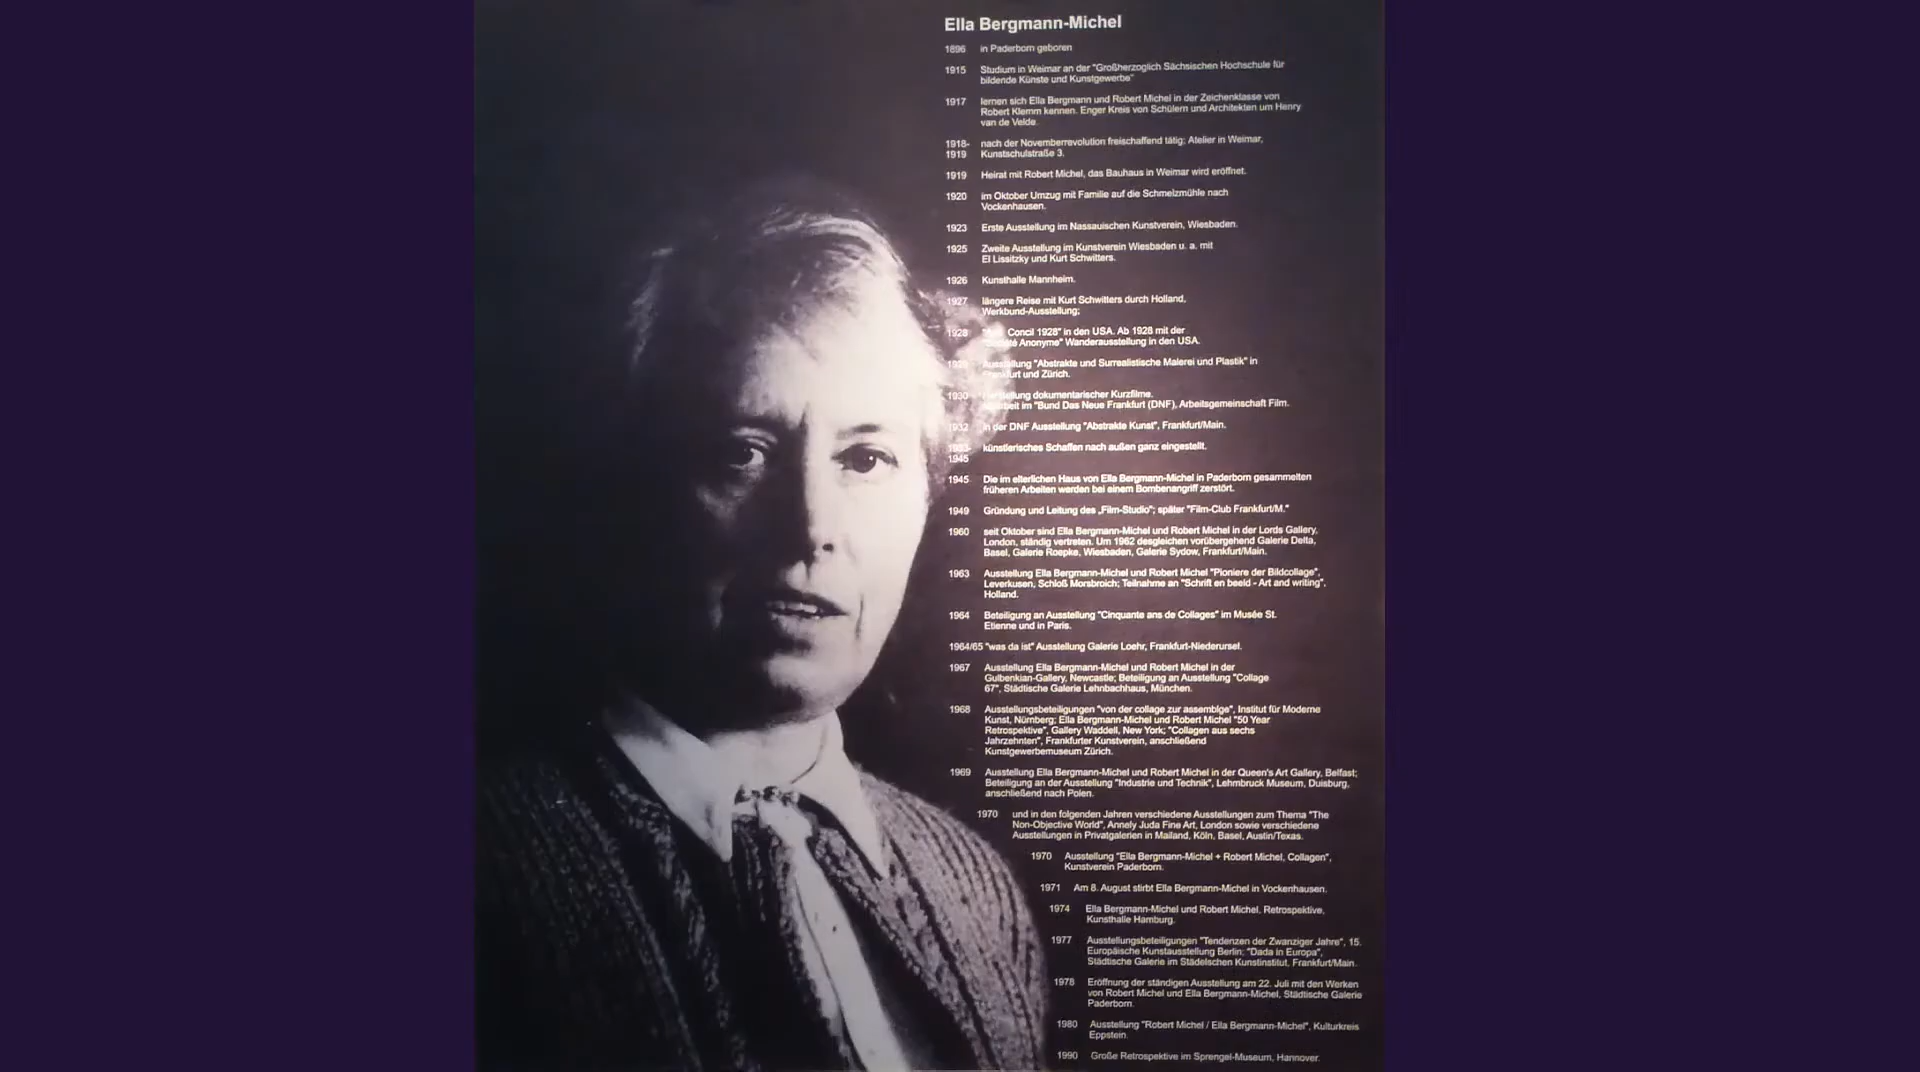 Ella Bergmann-Michel
1896 in Paderborn geboren
1915 Studium in Weimar an der "Großherzoglich Sächsischen Hochschule für
bildende Künste und Kunstgewerbe"
1917 lernen sich Ella Bergmann und Robert Michel in der Zeichenklasse von
Robert Klemm kennen. Enger Kreis von Schülern und Architekten um Henry
van de Velde.
1918- nach der Novemberrevolution freischaffend tätig; Atelier in Weimar,
1919 Kunstschulstraße 3.
1919 Heirat mit Robert Michel, das Bauhaus in Weimar wird eröffnet.
1920 im Oktober Umzug mit Familie auf die Schmelzmühle nach
Vockenhausen.
1923 Erste Ausstellung im Nassauischen Kunstverein, Wiesbaden.
1925 Zweite Ausstellung im Kunstverein Wiesbaden u. a. mit
El Lissitzky und Kurt Schwitters.
1926 Kunsthalle Mannheim.
1927 längere Reise mit Kurt Schwitters durch Holland,
Werkbund-Ausstellung;
1928 Concil 1928" in den USA. Ab 1928 mit der
Anonyme" Wanderausstellung in den USA.
Ausstellung "Abstrakte und Surrealistische Malerei und Plastik" in
Frankfurt und Zürich.
1930 dokumentarischer Kurzfilme.
im "Bund Das Neue Frankfurt (DNF), Arbeitsgemeinschaft Film.
1932 in der DNF Ausstellung "Abstrakte Kunst", Frankfurt/Main.
1933- künstlerisches Schaffen nach außen ganz eingestellt.
1945
1945 Die im elterlichen Haus von Ella Bergmann-Michel in Paderborn gesammelten
früheren Arbeiten werden bei einem Bombenangriff zerstört.
1949 Gründung und Leitung des „Film-Studio"; später "Film-Club Frankfurt/M."
1960 seit Oktober sind Ella Bergmann-Michel und Robert Michel in der Lords Gallery,
London, ständig vertreten. Um 1962 desgleichen vorübergehend Galerie Delta,
Basel, Galerie Roepke, Wiesbaden, Galerie Sydow, Frankfurt/Main.
1963 Ausstellung Ella Bergmann-Michel und Robert Michel "Pioniere der Bildcollage",
Leverkusen, Schloß Morsbroich; Teilnahme an "Schrift en beeld - Art and writing",
Holland.
1964 Beteiligung an Ausstellung "Cinquante ans de Collages" im Musée St.
Etienne und in Paris.
1964/65 "was da ist" Ausstellung Galerie Loehr, Frankfurt-Niederursel.
1967 Ausstellung Ella Bergmann-Michel und Robert Michel in der
Gulbenkian-Gallery, Newcastle; Beteiligung an Ausstellung "Collage
67", Städtische Galerie Lehnbachhaus, München.
1968 Ausstellungsbeteiligungen "von der collage zur assemblge", Institut für Moderne
Kunst, Nürnberg; Ella Bergmann-Michel und Robert Michel "50 Year
Retrospektive", Gallery Waddell, New York; "Collagen aus sechs
Jahrzehnten", Frankfurter Kunstverein, anschließend
Kunstgewerbemuseum Zürich.
1969 Ausstellung Ella Bergmann-Michel und Robert Michel in der Queen's Art Gallery, Belfast;
Beteiligung an der Ausstellung "Industrie und Technik", Lehmbruck Museum, Duisburg,
anschließend nach Polen.
1970 und in den folgenden Jahren verschiedene Ausstellungen zum Thema "The
Non-Objective World", Annely Juda Fine Art, London sowie verschiedene
Ausstellungen in Privatgalerien in Mailand, Köln, Basel, Austin/Texas.
1970 Ausstellung "Ella Bergmann-Michel + Robert Michel, Collagen",
Kunstverein Paderborn.
1971 Am 8. August stirbt Ella Bergmann-Michel in Vockenhausen.
1974 Ella Bergmann-Michel und Robert Michel, Retrospektive,
Kunsthalle Hamburg.
1977 Ausstellungsbeteiligungen "Tendenzen der Zwanziger Jahre", 15.
Europäische Kunstausstellung Berlin; "Dada in Europa",
Städtische Galerie im Städelschen Kunstinstitut, Frankfurt/Main.
1978 Eröffnung der ständigen Ausstellung am 22. Juli mit den Werken
von Robert Michel und Ella Bergmann-Michel, Städtische Galerie
Paderborn.
1980 Ausstellung "Robert Michel / Ella Bergmann-Michel", Kulturkreis
Eppstein.
1990 Große Retrospektive im Sprengel-Museum, Hannover.